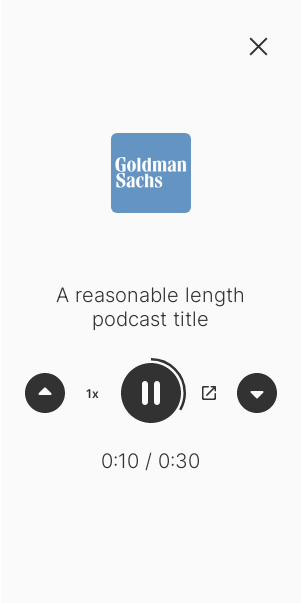 Goldman
Sachs
A reasonable length
podcast title
1x
0:10 / 0:30